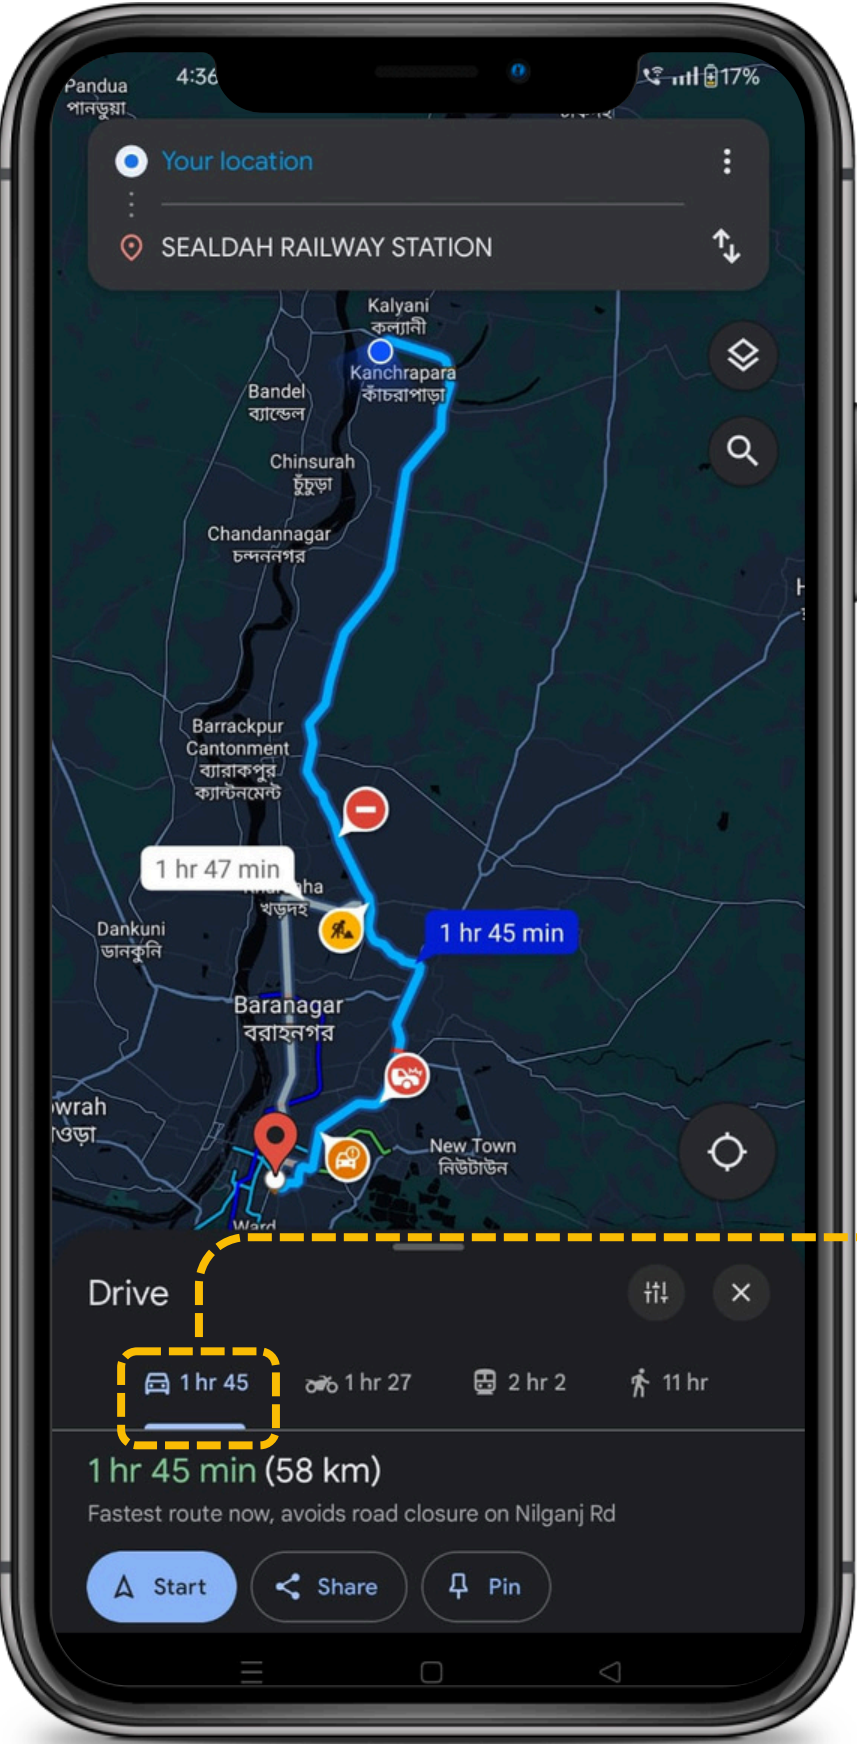 Pandua
পানডুয়া
4:36
17%
Your location
SEALDAH RAILWAY STATION
Kalyani
কল্যানী
Kanchrapara
কাঁচরাপাড়া
Bandel
ব্যান্ডেল
Chinsurah
চুঁচুড়া
Chandannagar
চন্দননগর
Barrackpur
Cantonment
ব্যারাকপুর
ক্যান্টনমেন্ট
1 hr 47 min
খড়দহ
1 hr 45 min
Dankuni
ডানকুনি
Baranagar
বরাহনগর
New Town
নিউটাউন
Ward
Drive
1 hr 45
1 hr 27
2 hr 2
11 hr
1 hr 45 min (58 km)
Fastest route now, avoids road closure on Nilganj Rd
Start
Share
Pin